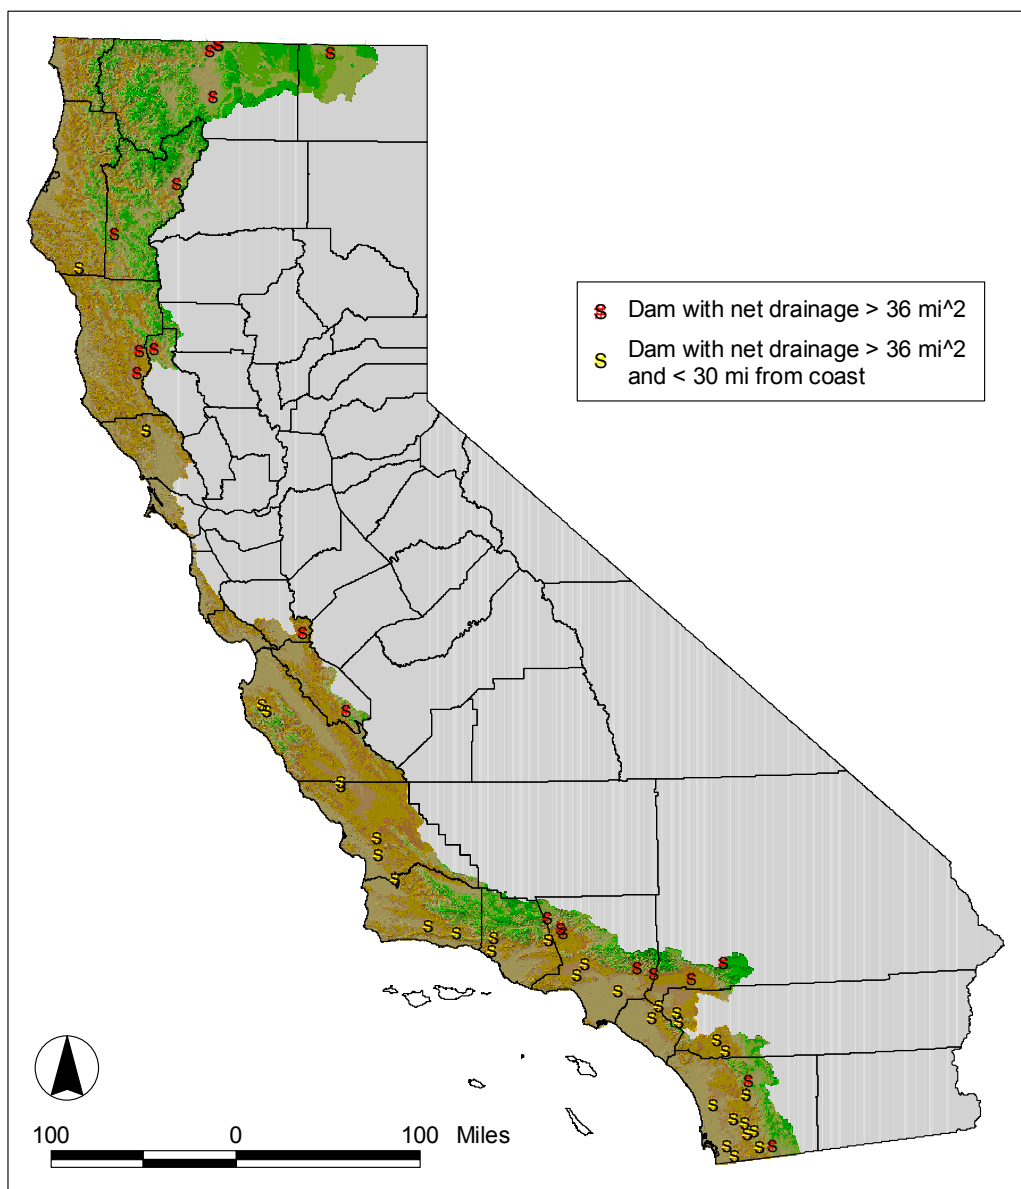 S Dam with net drainage > 36 mi^2
S Dam with net drainage > 36 mi^2
and < 30 mi from coast
100 0 100 Miles